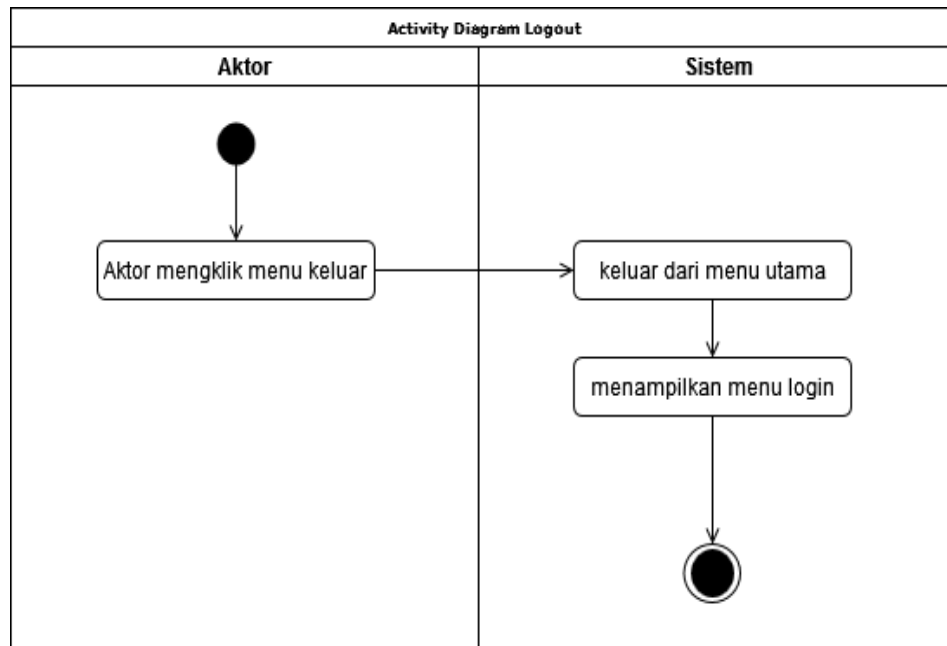 Activity Diagram Logout
Aktor
Sistem
Aktor mengklik menu keluar
keluar dari menu utama
menampilkan menu login